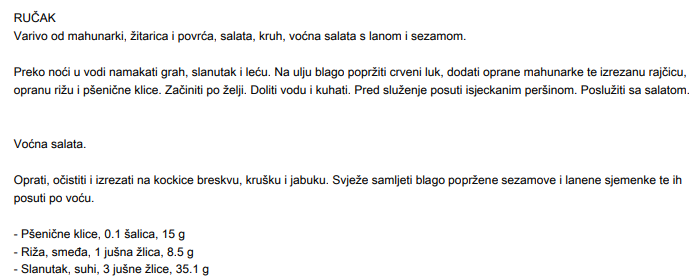 RUČAK
Varivo od mahunarki, žitarica i povrća, salata, kruh, voćna salata s lanom i sezamom.
Preko noći u vodi namakati grah, slanutak i leću. Na ulju blago popržiti crveni luk, dodati oprane mahunarke te izrezanu rajčicu,
opranu rižu i pšenične klice. Začiniti po želji. Doliti vodu i kuhati. Pred služenje posuti isjeckanim peršinom. Poslužiti sa salatom.
Voćna salata.
Oprati, očistiti i izrezati na kockice breskvu, krušku i jabuku. Svježe samljeti blago popržene sezamove i lanene sjemenke te ih
posuti po voću.
- Pšenične klice, 0.1 šalica, 15 g
- Riža, smeđa, 1 jušna žlica, 8.5 g
- Slanutak, suhi, 3 jušne žlice, 35.1 g